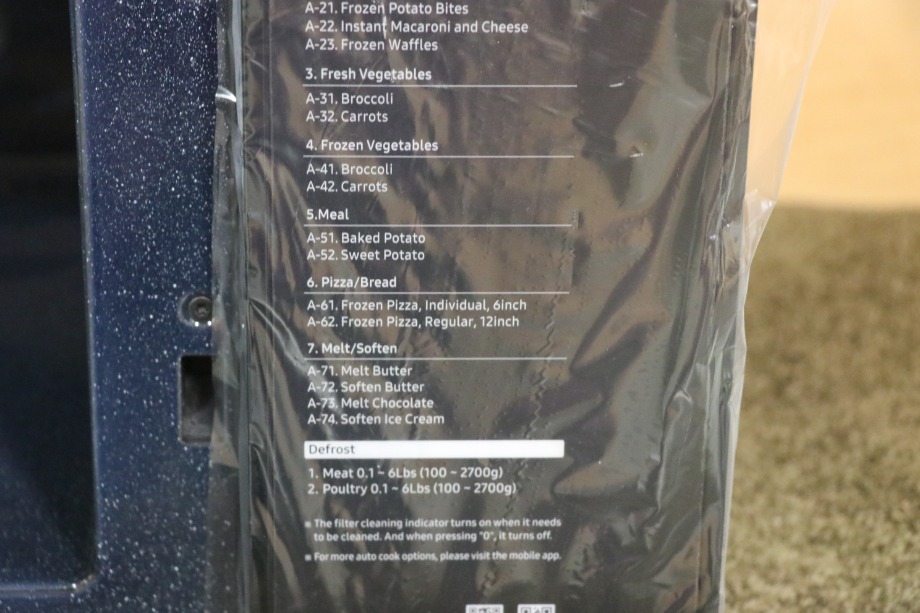 A-21. Frozen Potato Bites
A-22. Instant Macaroni and Cheese
A-23. Frozen Waffles
3. Fresh Vegetables
A-31. Broccoli
A-32. Carrots
4. Frozen Vegetables
A-41. Broccoli
A-42. Carrots
5.Meal
A-51. Baked Potato
A-52. Sweet Potato
6. Pizza/Bread
A-61. Frozen Pizza, Individual, 6inch
A-62. Frozen Pizza, Regular, 12inch
7. Melt/Soften
A-71. Melt Butter
A-72. Soften Butter
A-73. Melt Chocolate
A-74. Soften Ice Cream
Defrost
1. Meat 0.1 ~ 6Lbs (100 ~ 2700g)
2. Poultry 0.1 ~ 6Lbs (100 ~ 2700g)
※ The filter cleaning indicator turns on when it needs
to be cleaned. And when pressing "0", it turns off.
※ For more auto cook options, please visit the mobile app.